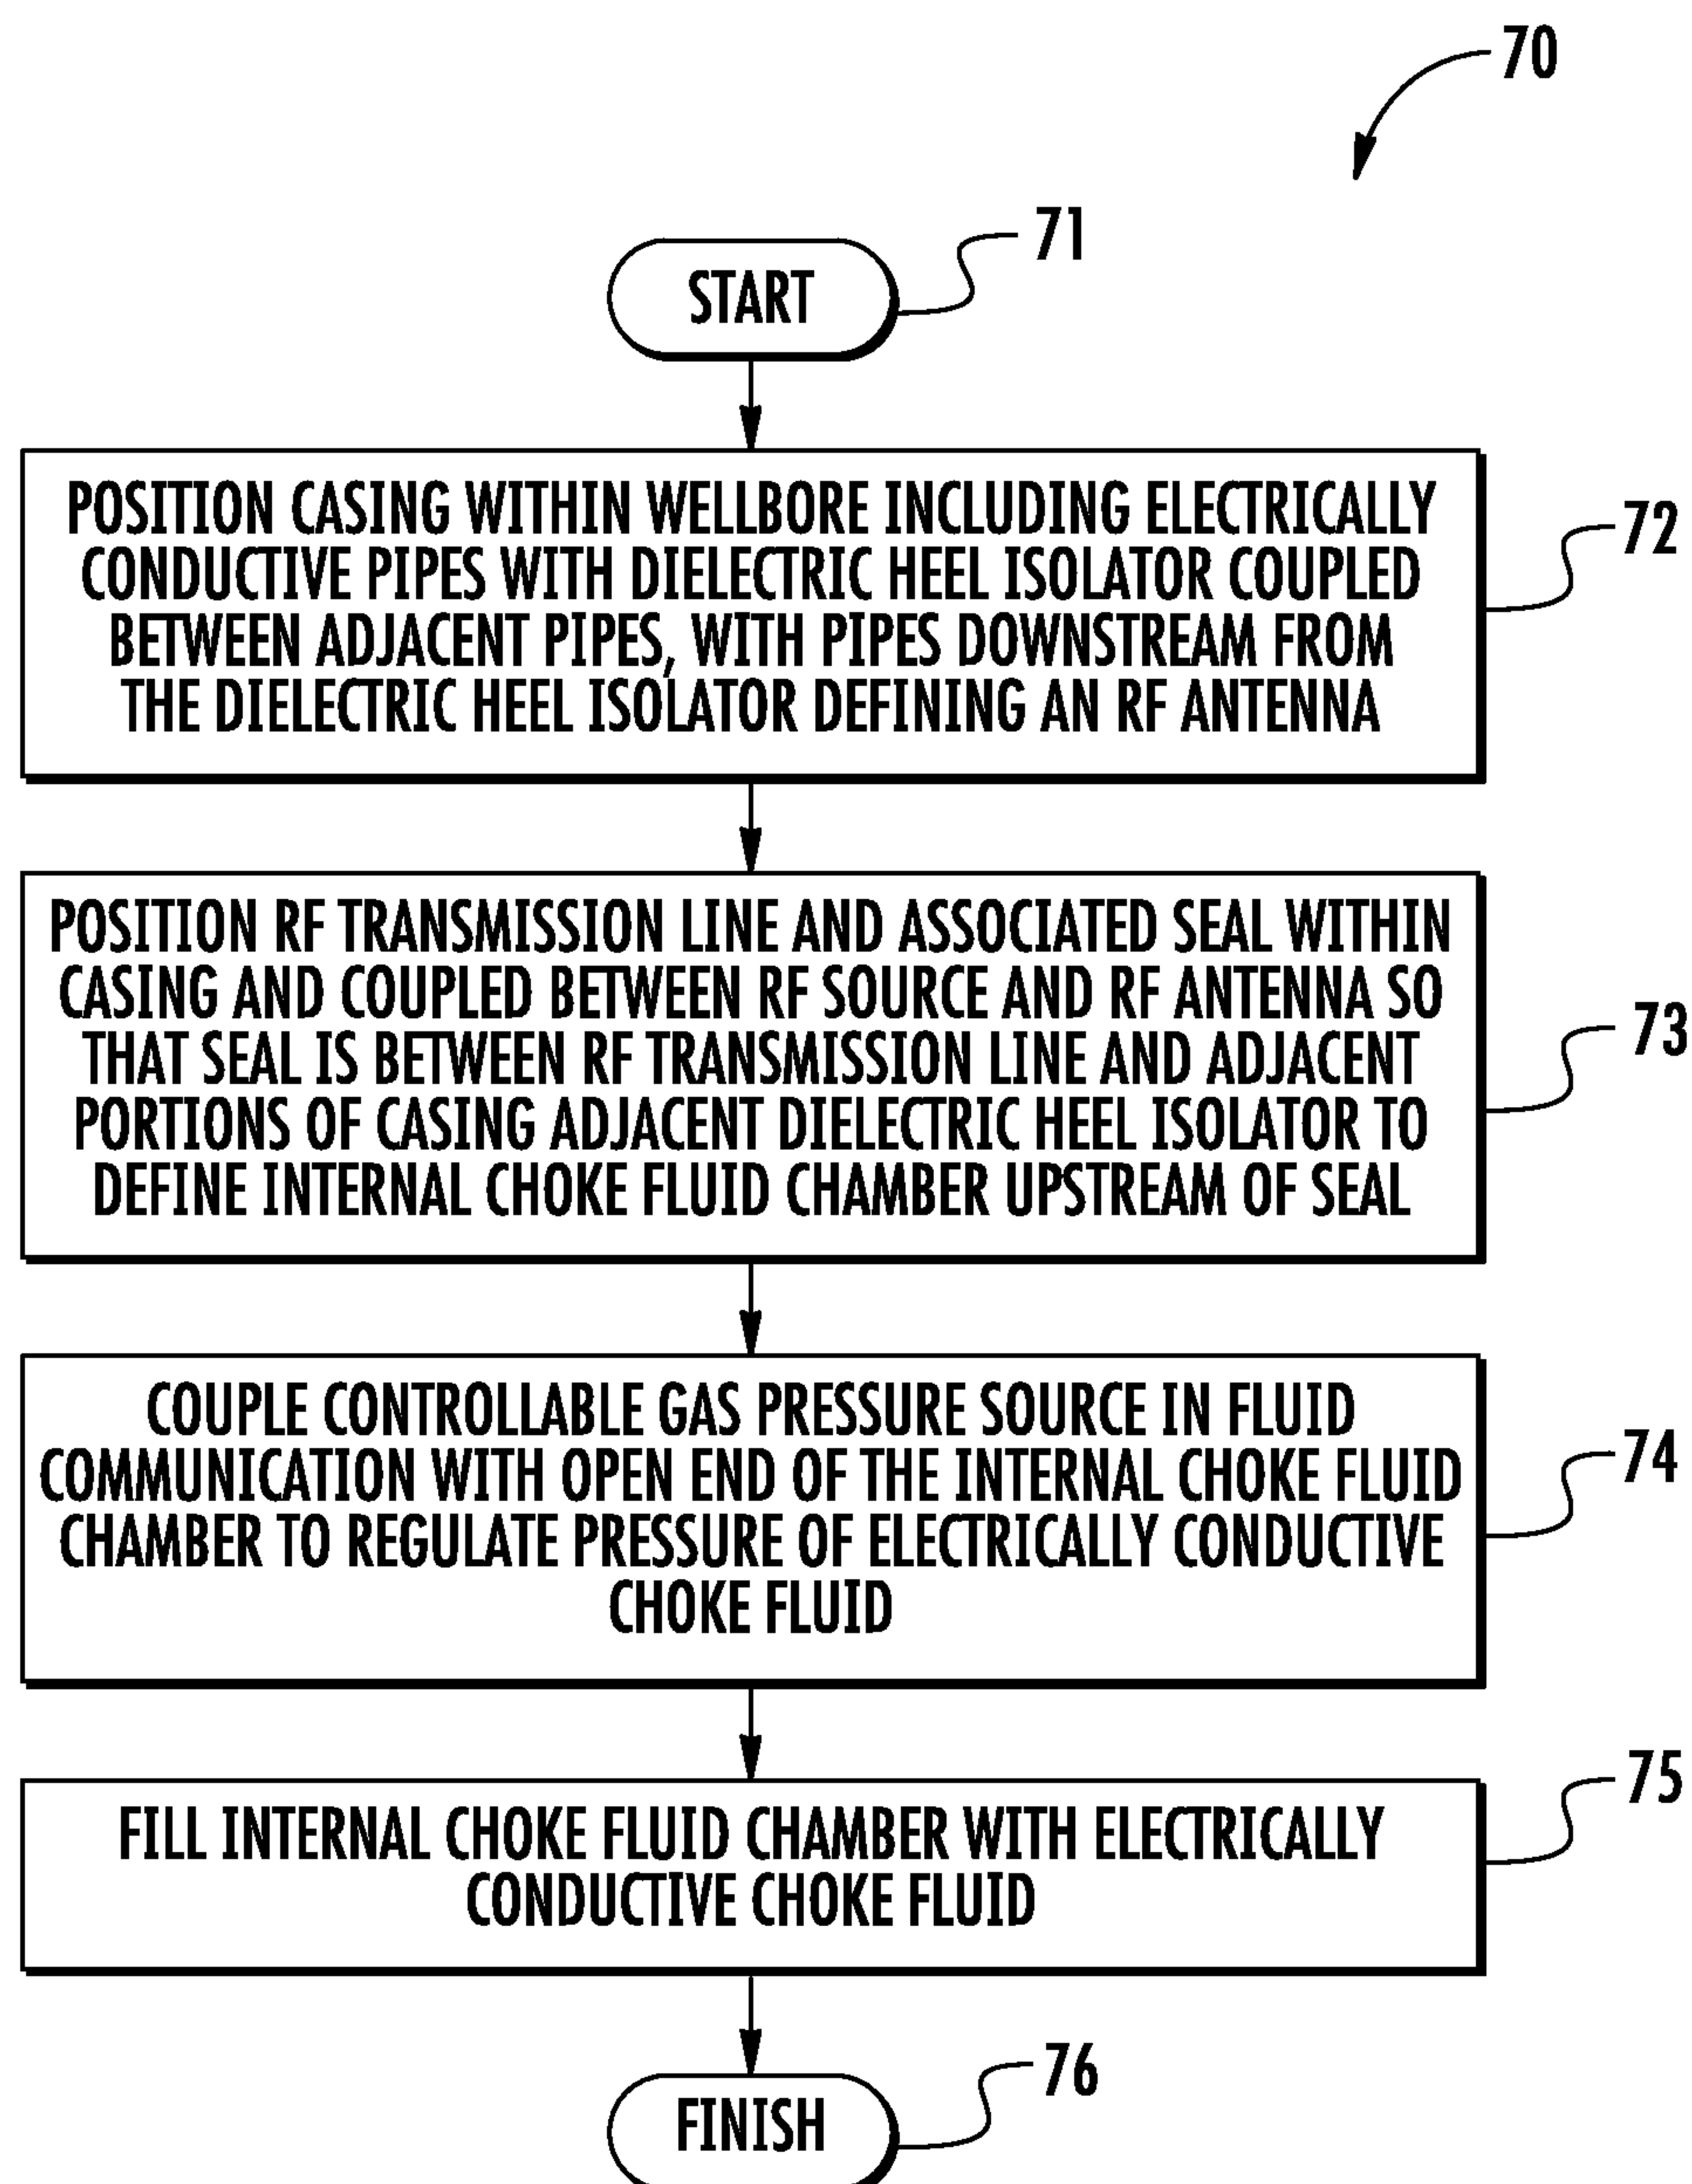 70
START
71
POSITION CASING WITHIN WELLBORE INCLUDING ELECTRICALLY
CONDUCTIVE PIPES WITH DIELECTRIC HEEL ISOLATOR COUPLED
BETWEEN ADJACENT PIPES, WITH PIPES DOWNSTREAM FROM
THE DIELECTRIC HEEL ISOLATOR DEFINING AN RF ANTENNA
72
POSITION RF TRANSMISSION LINE AND ASSOCIATED SEAL WITHIN
CASING AND COUPLED BETWEEN RF SOURCE AND RF ANTENNA SO
THAT SEAL IS BETWEEN RF TRANSMISSION LINE AND ADJACENT
PORTIONS OF CASING ADJACENT DIELECTRIC HEEL ISOLATOR TO
DEFINE INTERNAL CHOKE FLUID CHAMBER UPSTREAM OF SEAL
73
COUPLE CONTROLLABLE GAS PRESSURE SOURCE IN FLUID
COMMUNICATION WITH OPEN END OF THE INTERNAL CHOKE FLUID
CHAMBER TO REGULATE PRESSURE OF ELECTRICALLY CONDUCTIVE
CHOKE FLUID
74
FILL INTERNAL CHOKE FLUID CHAMBER WITH ELECTRICALLY
CONDUCTIVE CHOKE FLUID
75
FINISH
76